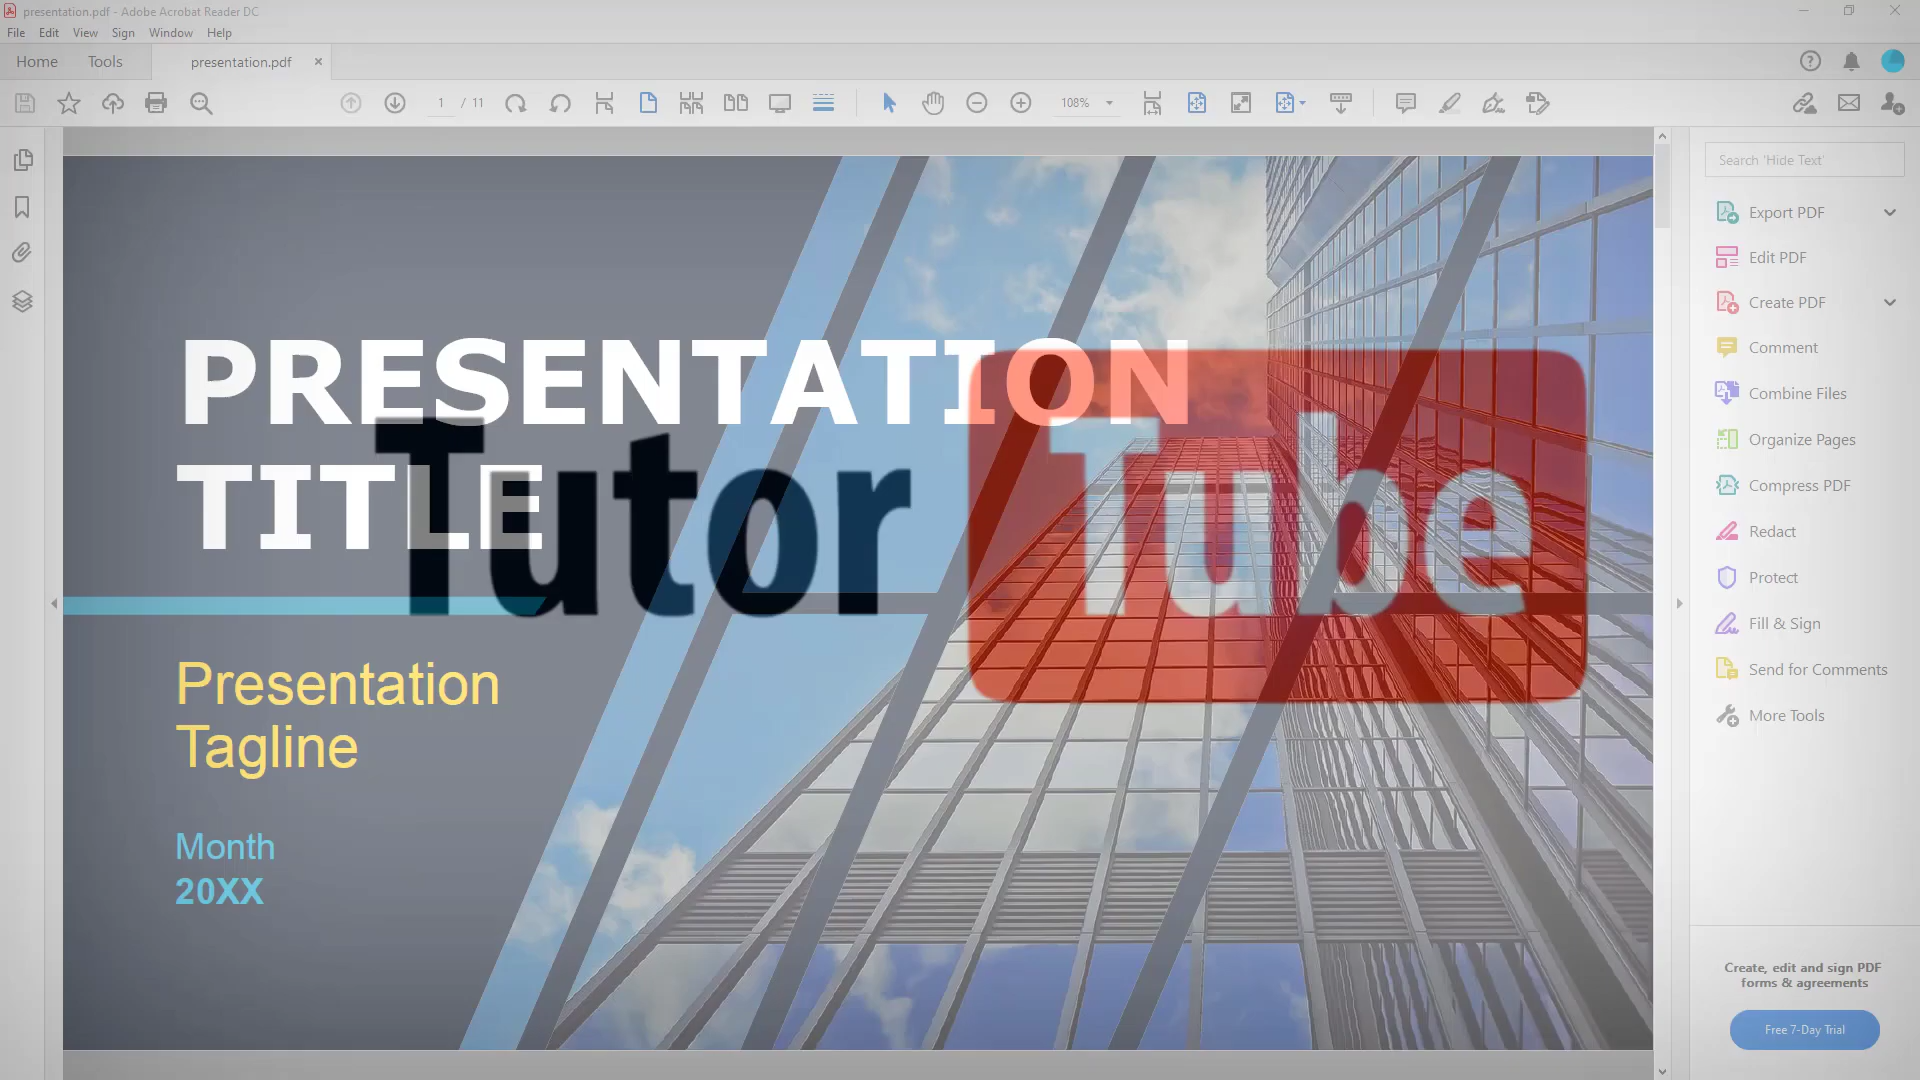 presentation.pdf - Adobe Acrobat Reader DC
File Edit View Sign Window Help
Home Tools presentation.pdf
1 / 11 108%
Search 'Hide Text'
Export PDF
Edit PDF
Create PDF
Comment
Combine Files
Organize Pages
Compress PDF
Redact
Protect
Fill & Sign
Send for Comments
More Tools
Create, edit and sign PDF
forms & agreements
Free 7-Day Trial
PRESENTATION
TITLE
Tutor Tube
Presentation
Tagline
Month
20XX